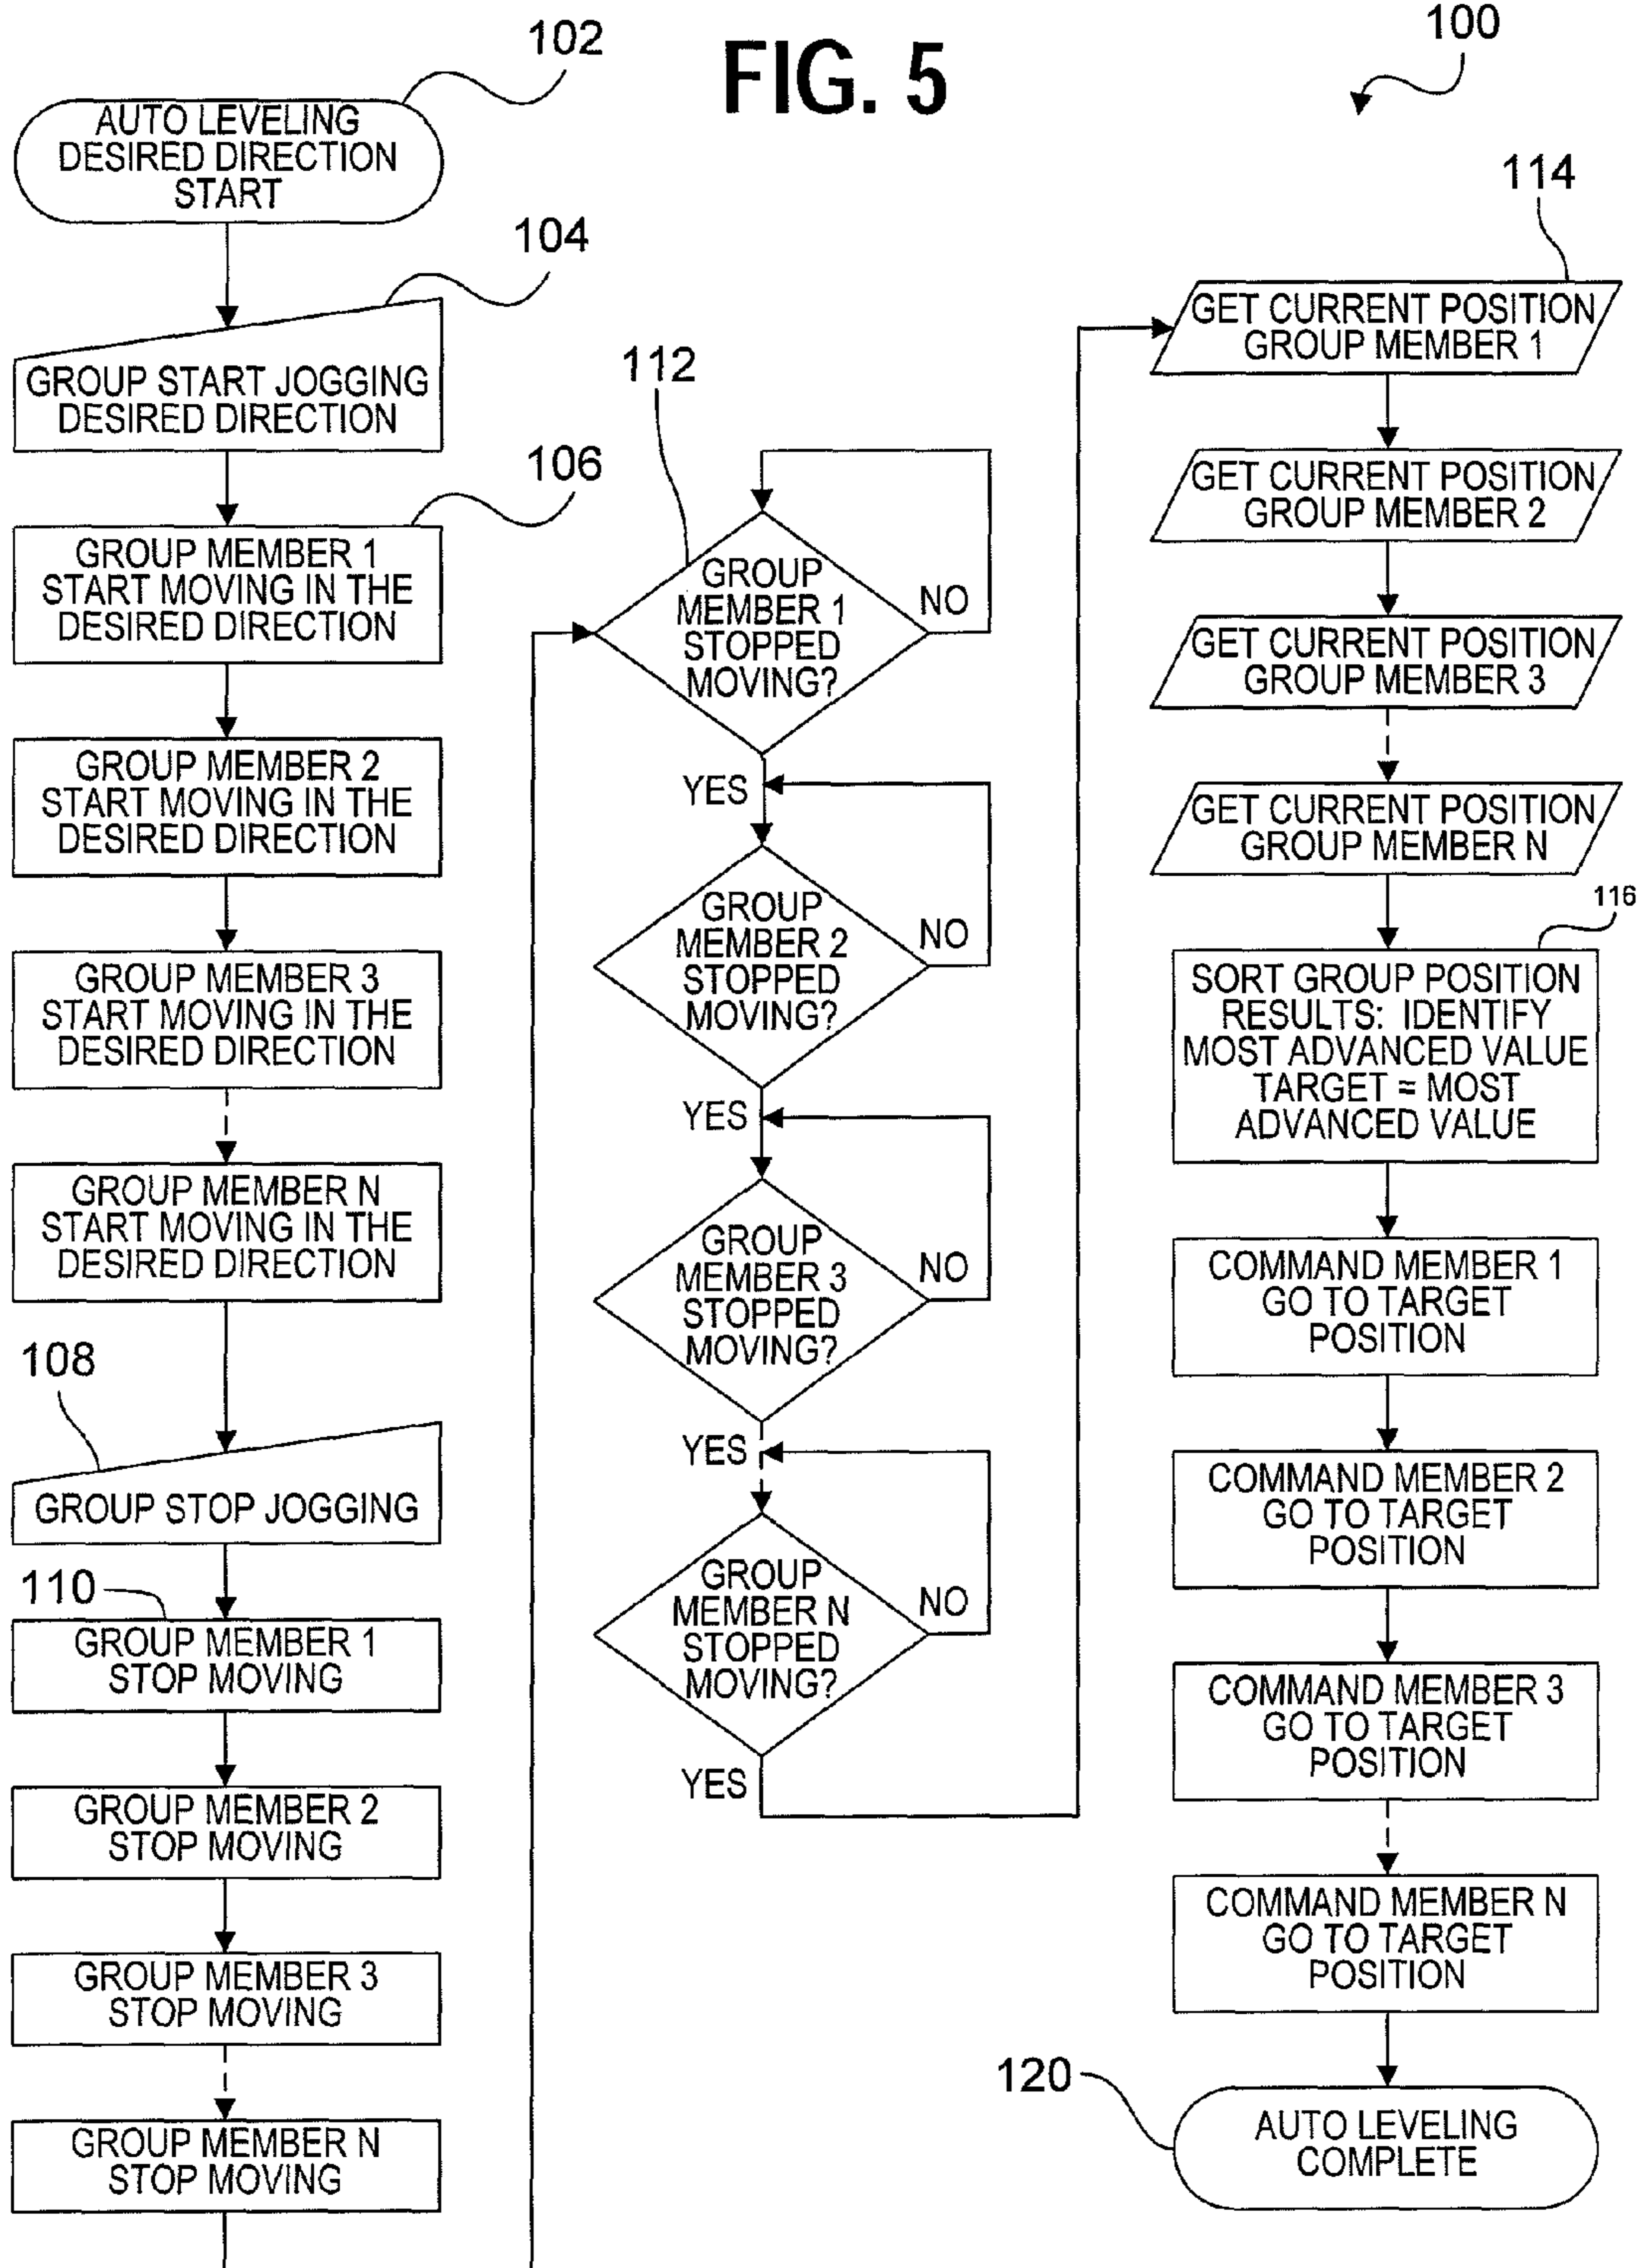 FIG. 5
100
102
AUTO LEVELING
DESIRED DIRECTION
START
104
GROUP START JOGGING
DESIRED DIRECTION
106
GROUP MEMBER 1
START MOVING IN THE
DESIRED DIRECTION
GROUP MEMBER 2
START MOVING IN THE
DESIRED DIRECTION
GROUP MEMBER 3
START MOVING IN THE
DESIRED DIRECTION
GROUP MEMBER N
START MOVING IN THE
DESIRED DIRECTION
108
GROUP STOP JOGGING
110
GROUP MEMBER 1
STOP MOVING
GROUP MEMBER 2
STOP MOVING
GROUP MEMBER 3
STOP MOVING
GROUP MEMBER N
STOP MOVING
112
GROUP
MEMBER 1
STOPPED
MOVING?
NO
YES
GROUP
MEMBER 2
STOPPED
MOVING?
NO
YES
GROUP
MEMBER 3
STOPPED
MOVING?
NO
YES
GROUP
MEMBER N
STOPPED
MOVING?
NO
YES
114
GET CURRENT POSITION
GROUP MEMBER 1
GET CURRENT POSITION
GROUP MEMBER 2
GET CURRENT POSITION
GROUP MEMBER 3
GET CURRENT POSITION
GROUP MEMBER N
116
SORT GROUP POSITION
RESULTS: IDENTIFY
MOST ADVANCED VALUE
TARGET = MOST
ADVANCED VALUE
COMMAND MEMBER 1
GO TO TARGET
POSITION
COMMAND MEMBER 2
GO TO TARGET
POSITION
COMMAND MEMBER 3
GO TO TARGET
POSITION
COMMAND MEMBER N
GO TO TARGET
POSITION
120
AUTO LEVELING
COMPLETE